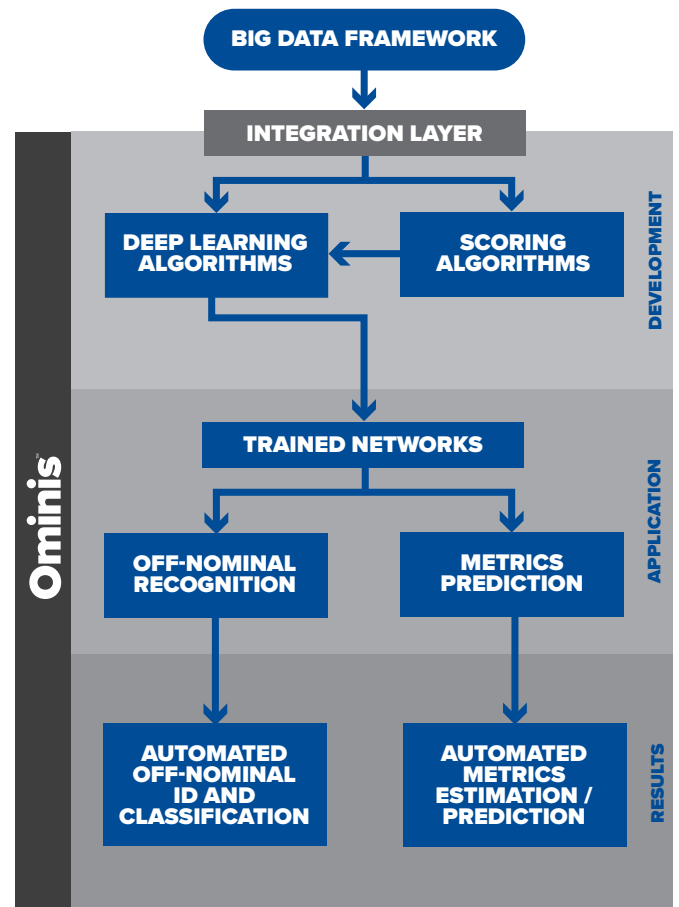 BIG DATA FRAMEWORK
INTEGRATION LAYER
DEEP LEARNING
ALGORITHMS
SCORING
ALGORITHMS
DEVELOPMENT
TRAINED NETWORKS
OFF-NOMINAL
RECOGNITION
METRICS
PREDICTION
APPLICATION
Ominis™
AUTOMATED
OFF-NOMINAL
ID AND
CLASSIFICATION
AUTOMATED
METRICS
ESTIMATION /
PREDICTION
RESULTS